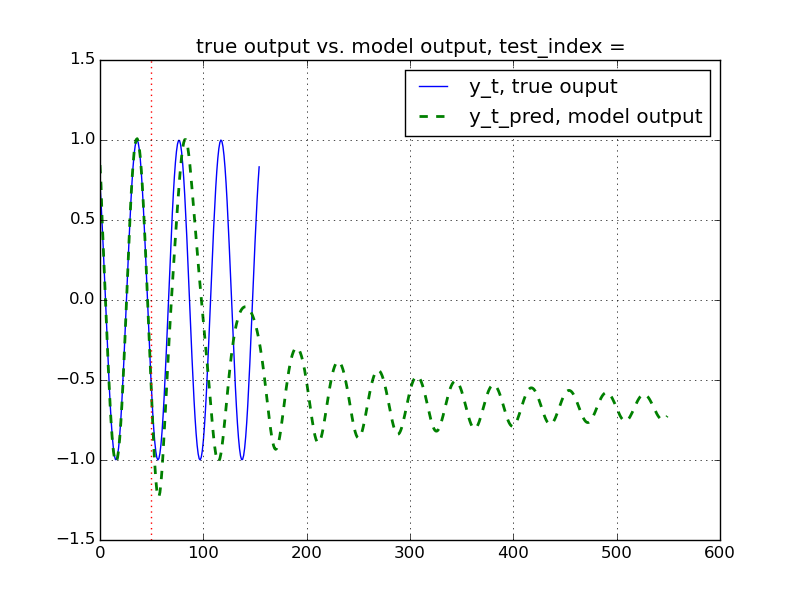 true output vs. model output, test_index =
y_t, true ouput
y_t_pred, model output
1.5
1.0
0.5
0.0
−0.5
−1.0
−1.5
0 100 200 300 400 500 600